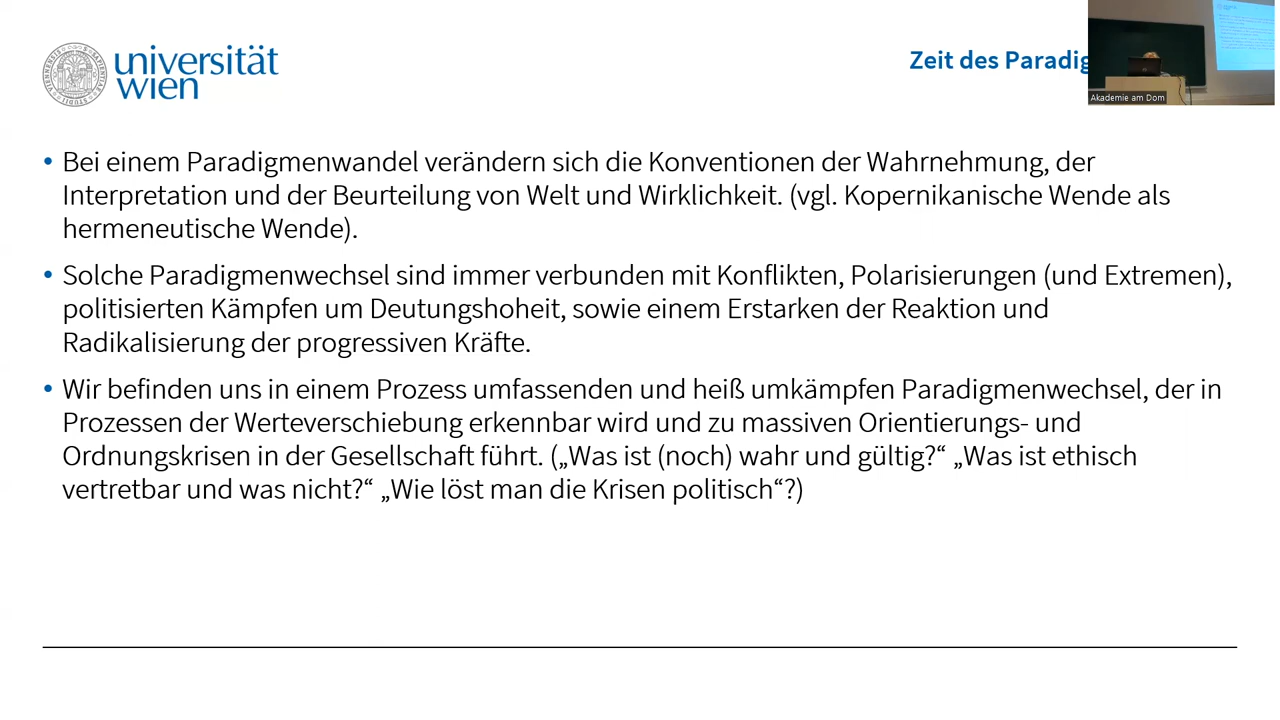 universität
wien
Zeit des
Akademie am Dom
• Bei einem Paradigmenwandel verändern sich die Konventionen der Wahrnehmung, der
Interpretation und der Beurteilung von Welt und Wirklichkeit. (vgl. Kopernikanische Wende als
hermeneutische Wende).
• Solche Paradigmenwechsel sind immer verbunden mit Konflikten, Polarisierungen (und Extremen),
politisierten Kämpfen um Deutungshoheit, sowie einem Erstarken der Reaktion und
Radikalisierung der progressiven Kräfte.
• Wir befinden uns in einem Prozess umfassenden und heiß umkämpfen Paradigmenwechsel, der in
Prozessen der Werteverschiebung erkennbar wird und zu massiven Orientierungs- und
Ordnungskrisen in der Gesellschaft führt. („Was ist (noch) wahr und gültig?“ „Was ist ethisch
vertretbar und was nicht?“ „Wie löst man die Krisen politisch“?)